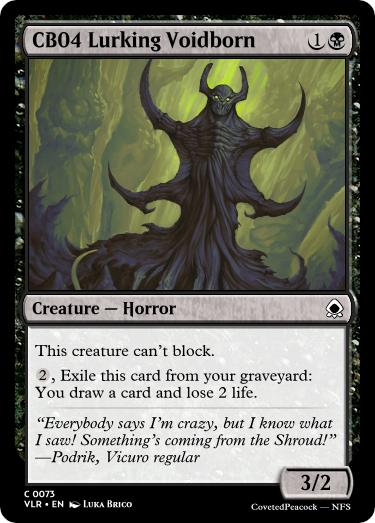 CB04 Lurking Voidborn 1
Creature — Horror
This creature can't block.
2, Exile this card from your graveyard:
You draw a card and lose 2 life.
"Everybody says I'm crazy, but I know what
I saw! Something's coming from the Shroud!"
—Podrik, Vicuro regular
3/2
C 0073
VLR • EN Luka Brico
CovetedPeacock — NFS